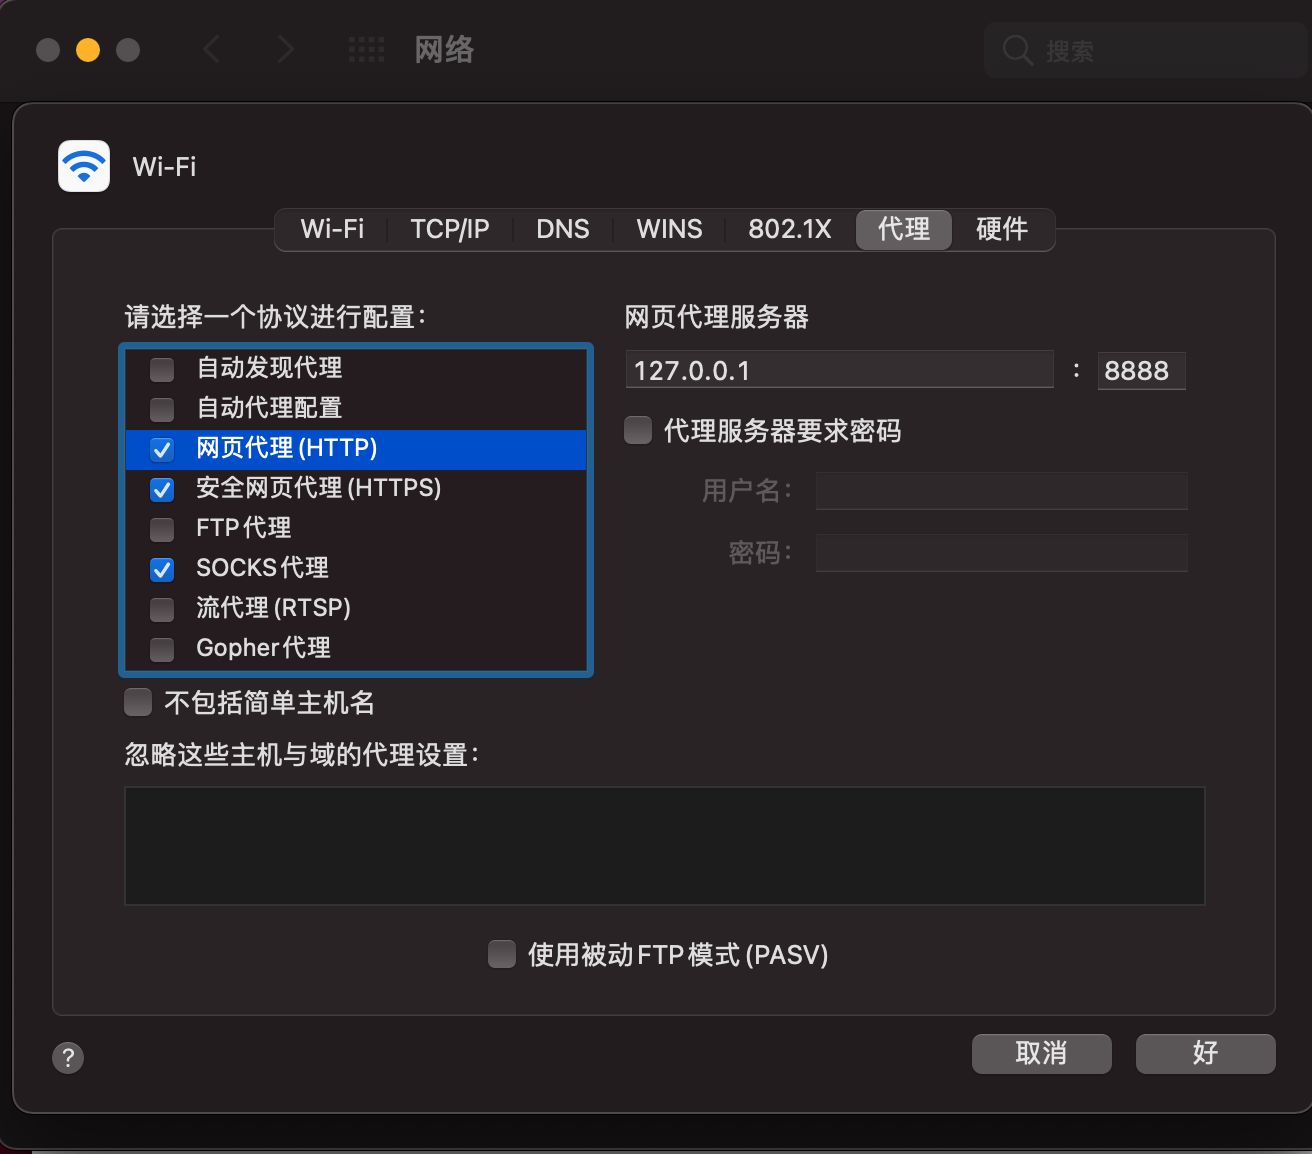 网络
搜索
Wi-Fi
Wi-Fi TCP/IP DNS WINS 802.1X 代理 硬件
请选择一个协议进行配置：
自动发现代理
自动代理配置
网页代理(HTTP)
安全网页代理(HTTPS)
FTP代理
SOCKS代理
流代理(RTSP)
Gopher代理
不包括简单主机名
网页代理服务器
127.0.0.1 : 8888
代理服务器要求密码
用户名：
密码：
忽略这些主机与域的代理设置：
使用被动FTP模式(PASV)
?
取消
好